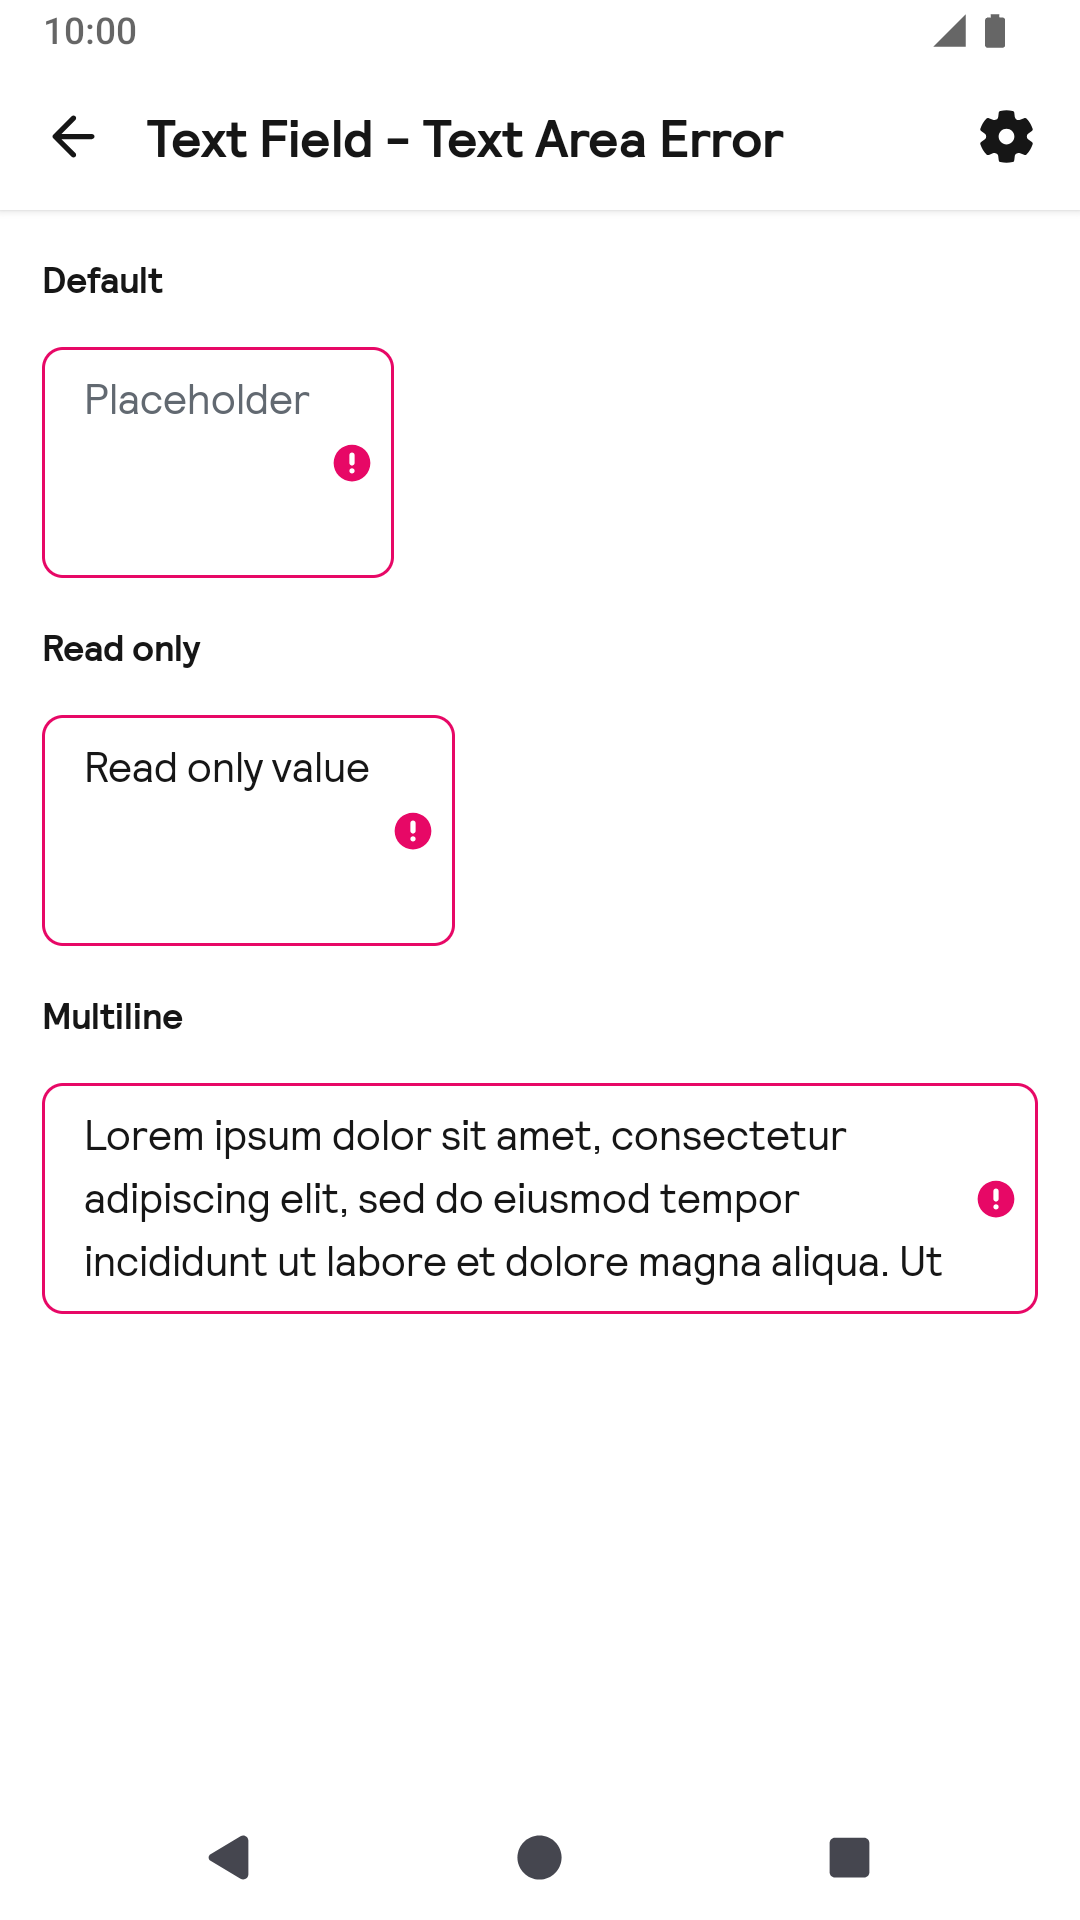 10:00
Text Field - Text Area Error
Default
Placeholder
Read only
Read only value
Multiline
Lorem ipsum dolor sit amet, consectetur
adipiscing elit, sed do eiusmod tempor
incididunt ut labore et dolore magna aliqua. Ut